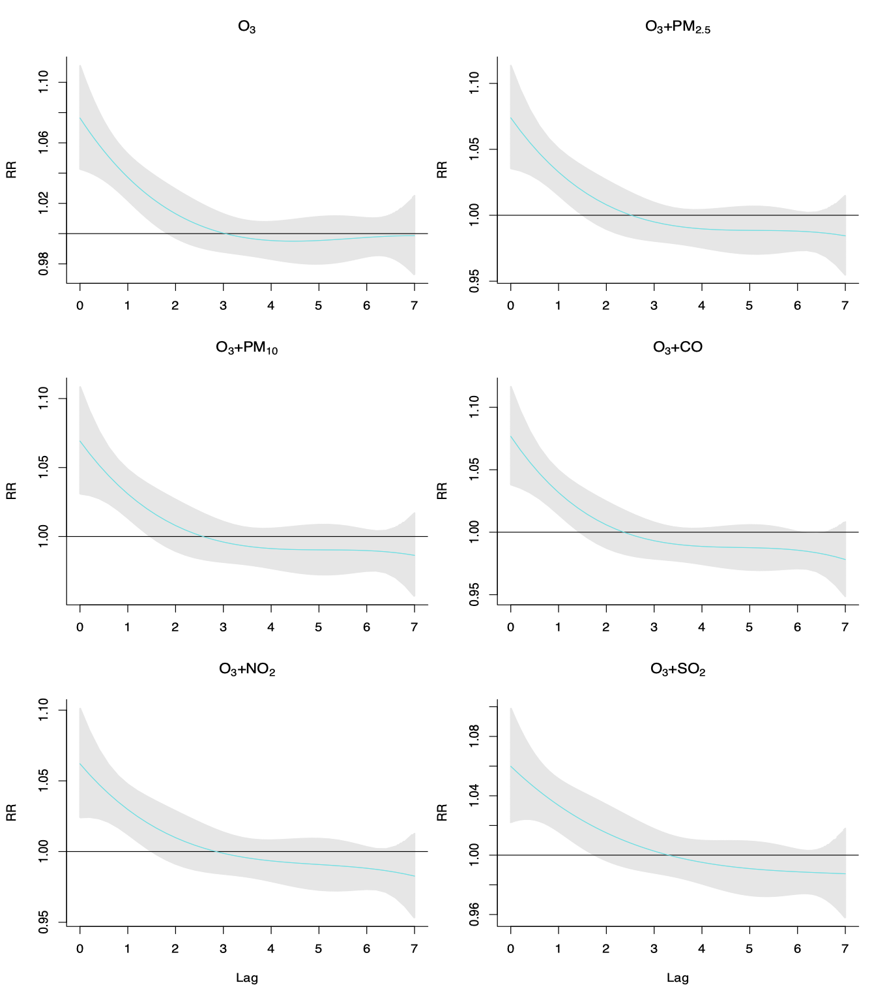 O₃
RR
1.10
1.06
1.02
0.98
0 1 2 3 4 5 6 7
O₃+PM₂.₅
RR
1.10
1.05
1.00
0.95
0 1 2 3 4 5 6 7
O₃+PM₁₀
RR
1.10
1.05
1.00
0 1 2 3 4 5 6 7
O₃+CO
RR
1.10
1.05
1.00
0.95
0 1 2 3 4 5 6 7
O₃+NO₂
RR
1.10
1.05
1.00
0.95
0 1 2 3 4 5 6 7
Lag
O₃+SO₂
RR
1.08
1.04
1.00
0.96
0 1 2 3 4 5 6 7
Lag